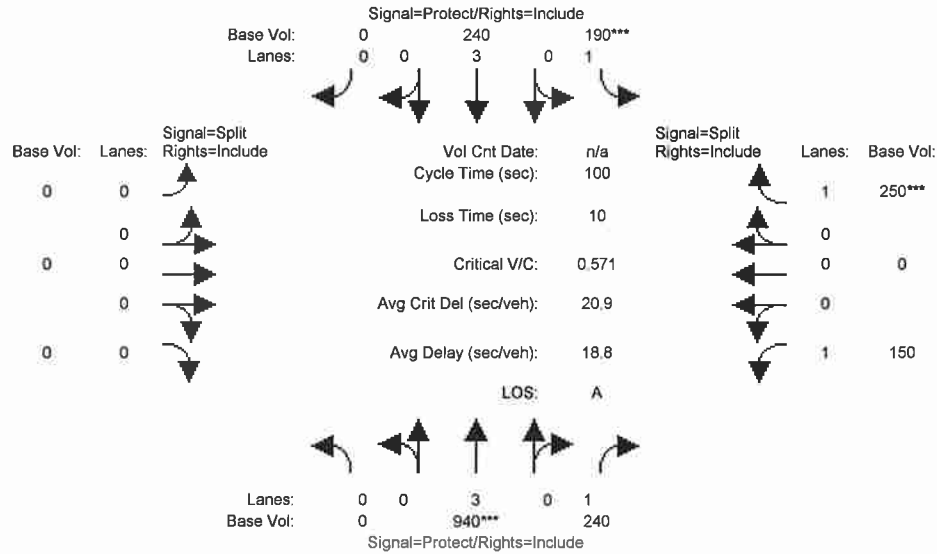 Signal=Protect/Rights=Include
Base Vol: 0 240 190***
Lanes: 0 0 3 0 1
Signal=Split
Base Vol: Lanes: Rights=Include
Vol Cnt Date: n/a
Signal=Split
Rights=Include Lanes: Base Vol:
Cycle Time (sec): 100
0 0
1 250***
Loss Time (sec): 10
0
0
0 0
Critical V/C: 0.571
0 0
0
Avg Crit Del (sec/veh): 20.9
0
0 0
Avg Delay (sec/veh): 18.8
1 150
LOS: A
Lanes: 0 0 3 0 1
Base Vol: 0 940*** 240
Signal=Protect/Rights=Include